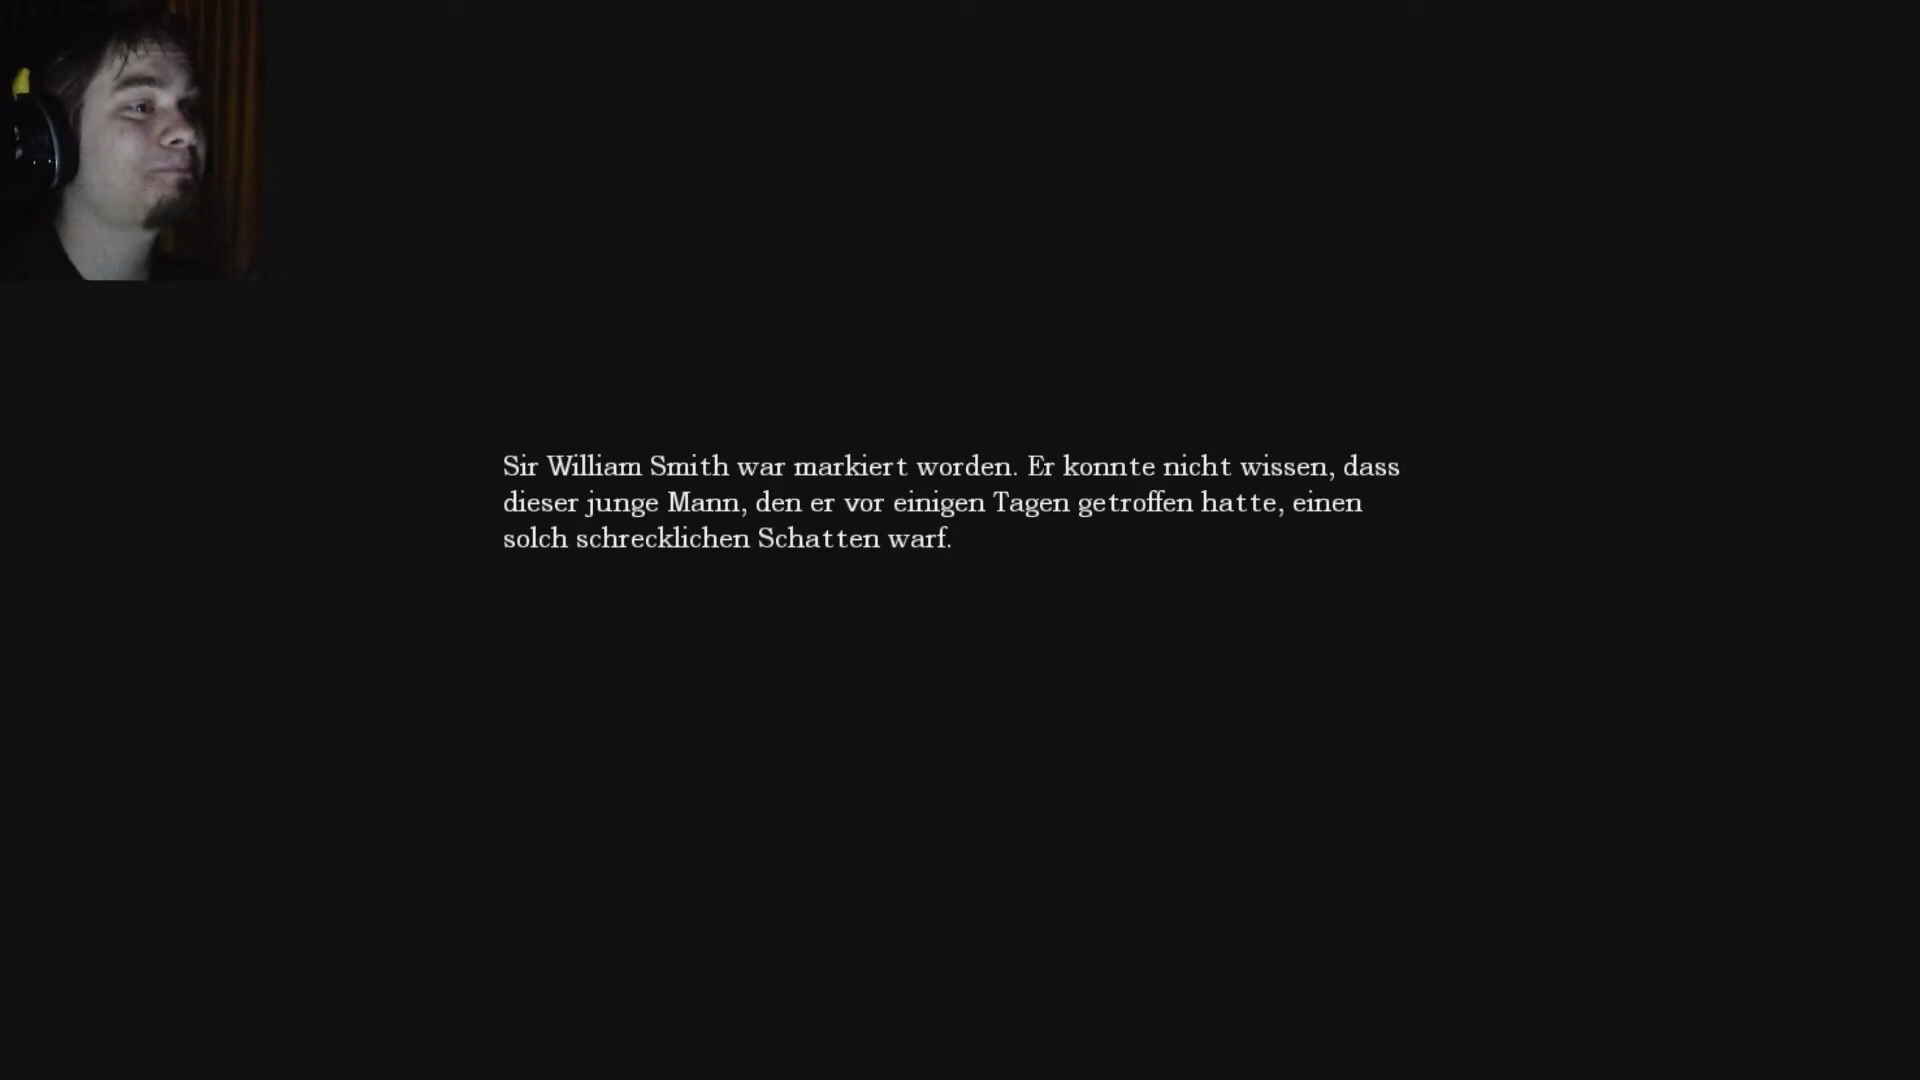 Sir William Smith war markiert worden. Er konnte nicht wissen, dass
dieser junge Mann, den er vor einigen Tagen getroffen hatte, einen
solch schrecklichen Schatten warf.